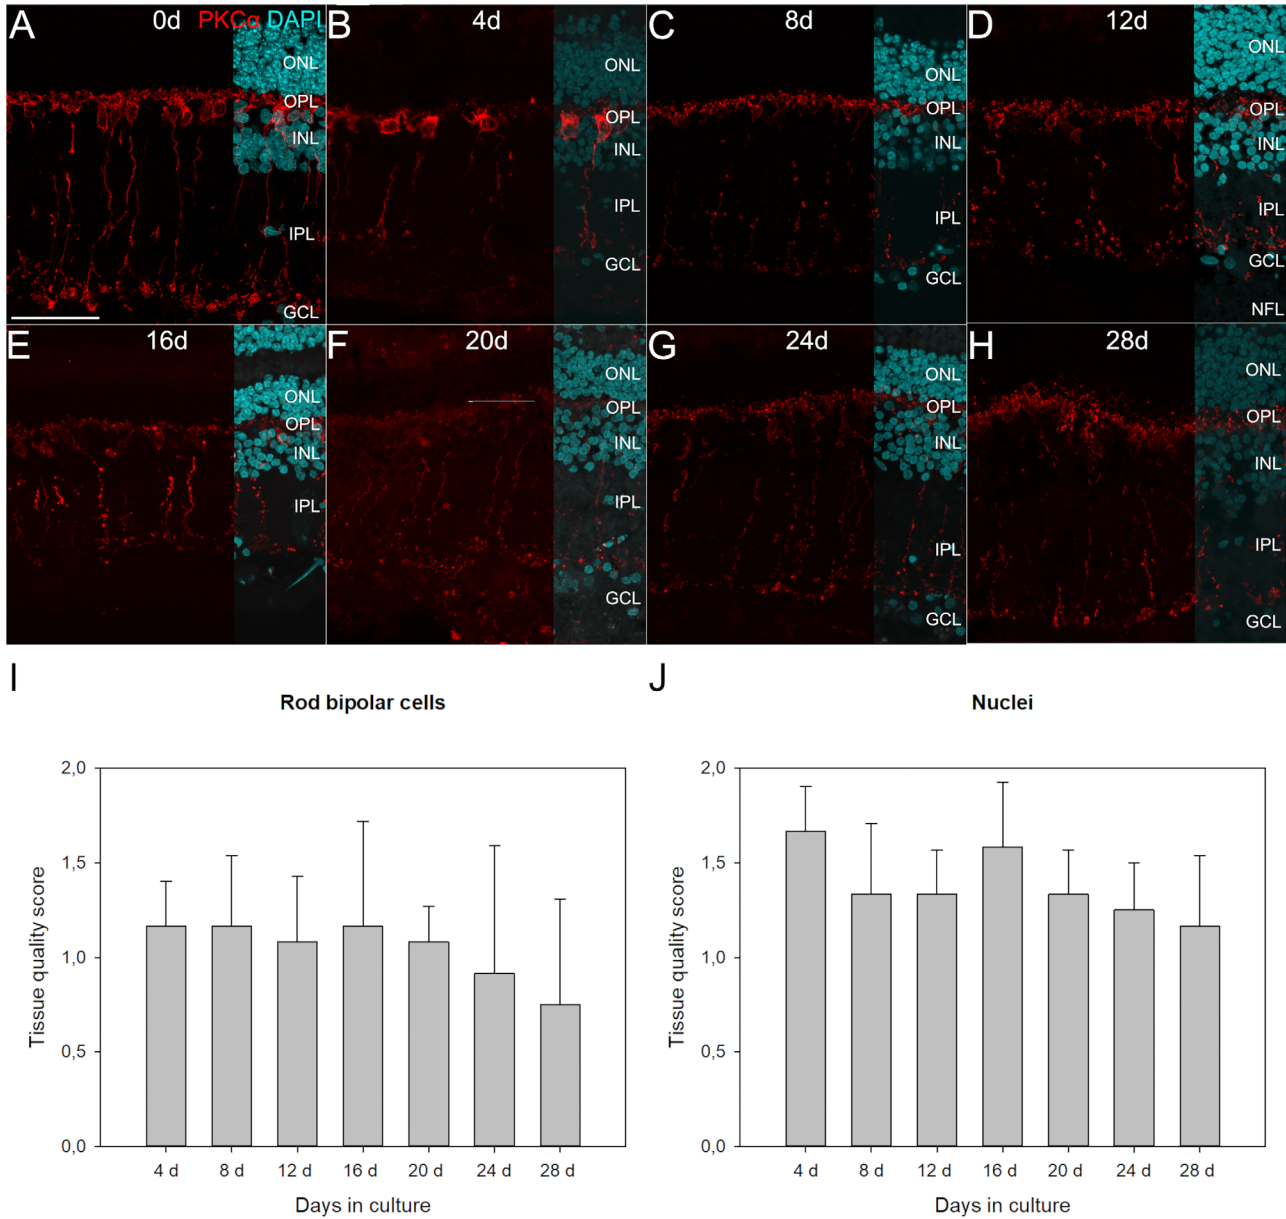 A PKCα DAPI 0d
ONL
OPL
INL
IPL
GCL
B 4d
ONL
OPL
INL
IPL
GCL
C 8d
ONL
OPL
INL
IPL
GCL
D 12d
ONL
OPL
INL
IPL
GCL
NFL
E 16d
ONL
OPL
INL
IPL
F 20d
ONL
OPL
INL
IPL
GCL
G 24d
ONL
OPL
INL
IPL
GCL
H 28d
ONL
OPL
INL
IPL
GCL
I
Rod bipolar cells
Tissue quality score
2,0
1,5
1,0
0,5
0,0
4 d 8 d 12 d 16 d 20 d 24 d 28 d
Days in culture
J
Nuclei
Tissue quality score
2,0
1,5
1,0
0,5
0,0
4 d 8 d 12 d 16 d 20 d 24 d 28 d
Days in culture